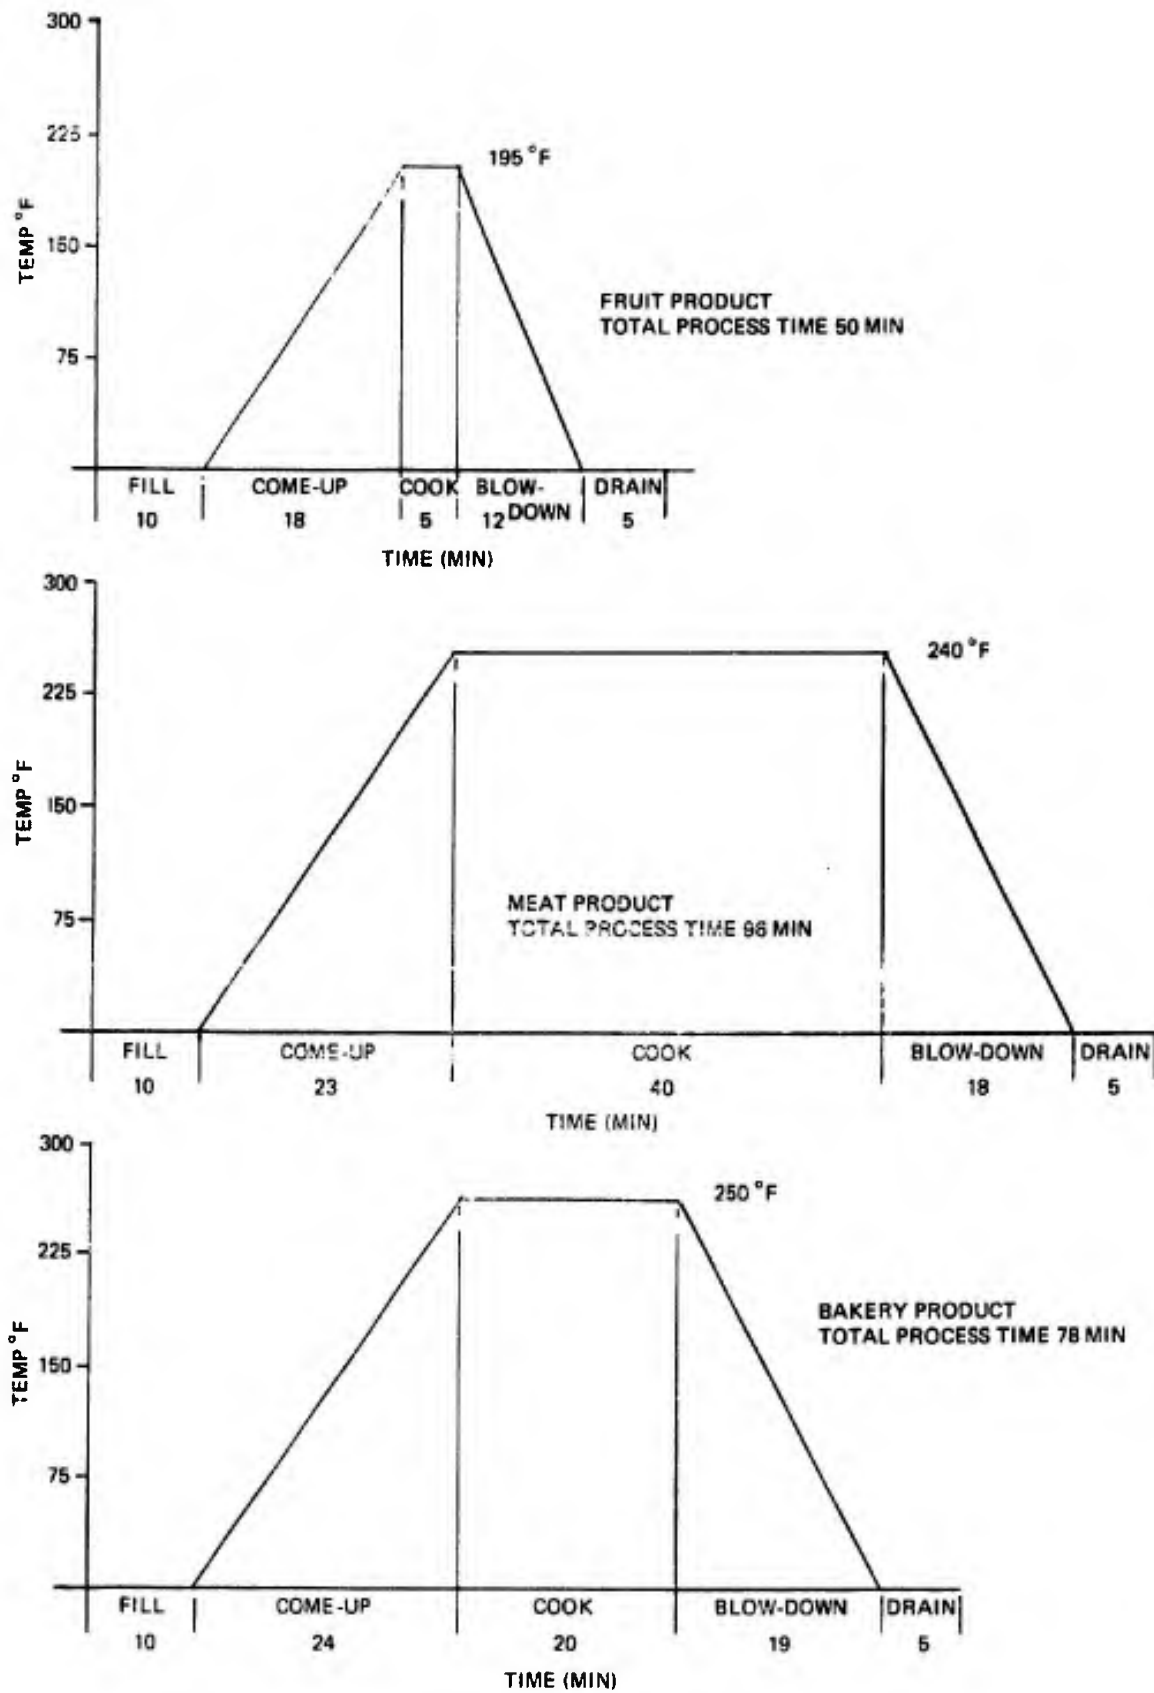 300
225
150
75
TEMP °F
195 °F
FRUIT PRODUCT
TOTAL PROCESS TIME 50 MIN
FILL COME-UP COOK BLOW-DOWN DRAIN
10 18 5 12 5
TIME (MIN)
300
225
150
75
TEMP °F
240 °F
MEAT PRODUCT
TOTAL PROCESS TIME 96 MIN
FILL COME-UP COOK BLOW-DOWN DRAIN
10 23 40 18 5
TIME (MIN)
300
225
150
75
TEMP °F
250 °F
BAKERY PRODUCT
TOTAL PROCESS TIME 78 MIN
FILL COME-UP COOK BLOW-DOWN DRAIN
10 24 20 19 5
TIME (MIN)